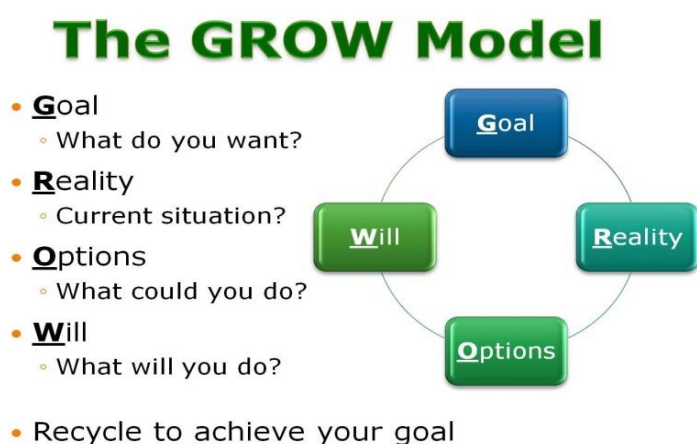 The GROW Model
• Goal
◦ What do you want?
• Reality
◦ Current situation?
• Options
◦ What could you do?
• Will
◦ What will you do?
• Recycle to achieve your goal
Goal
Reality
Options
Will